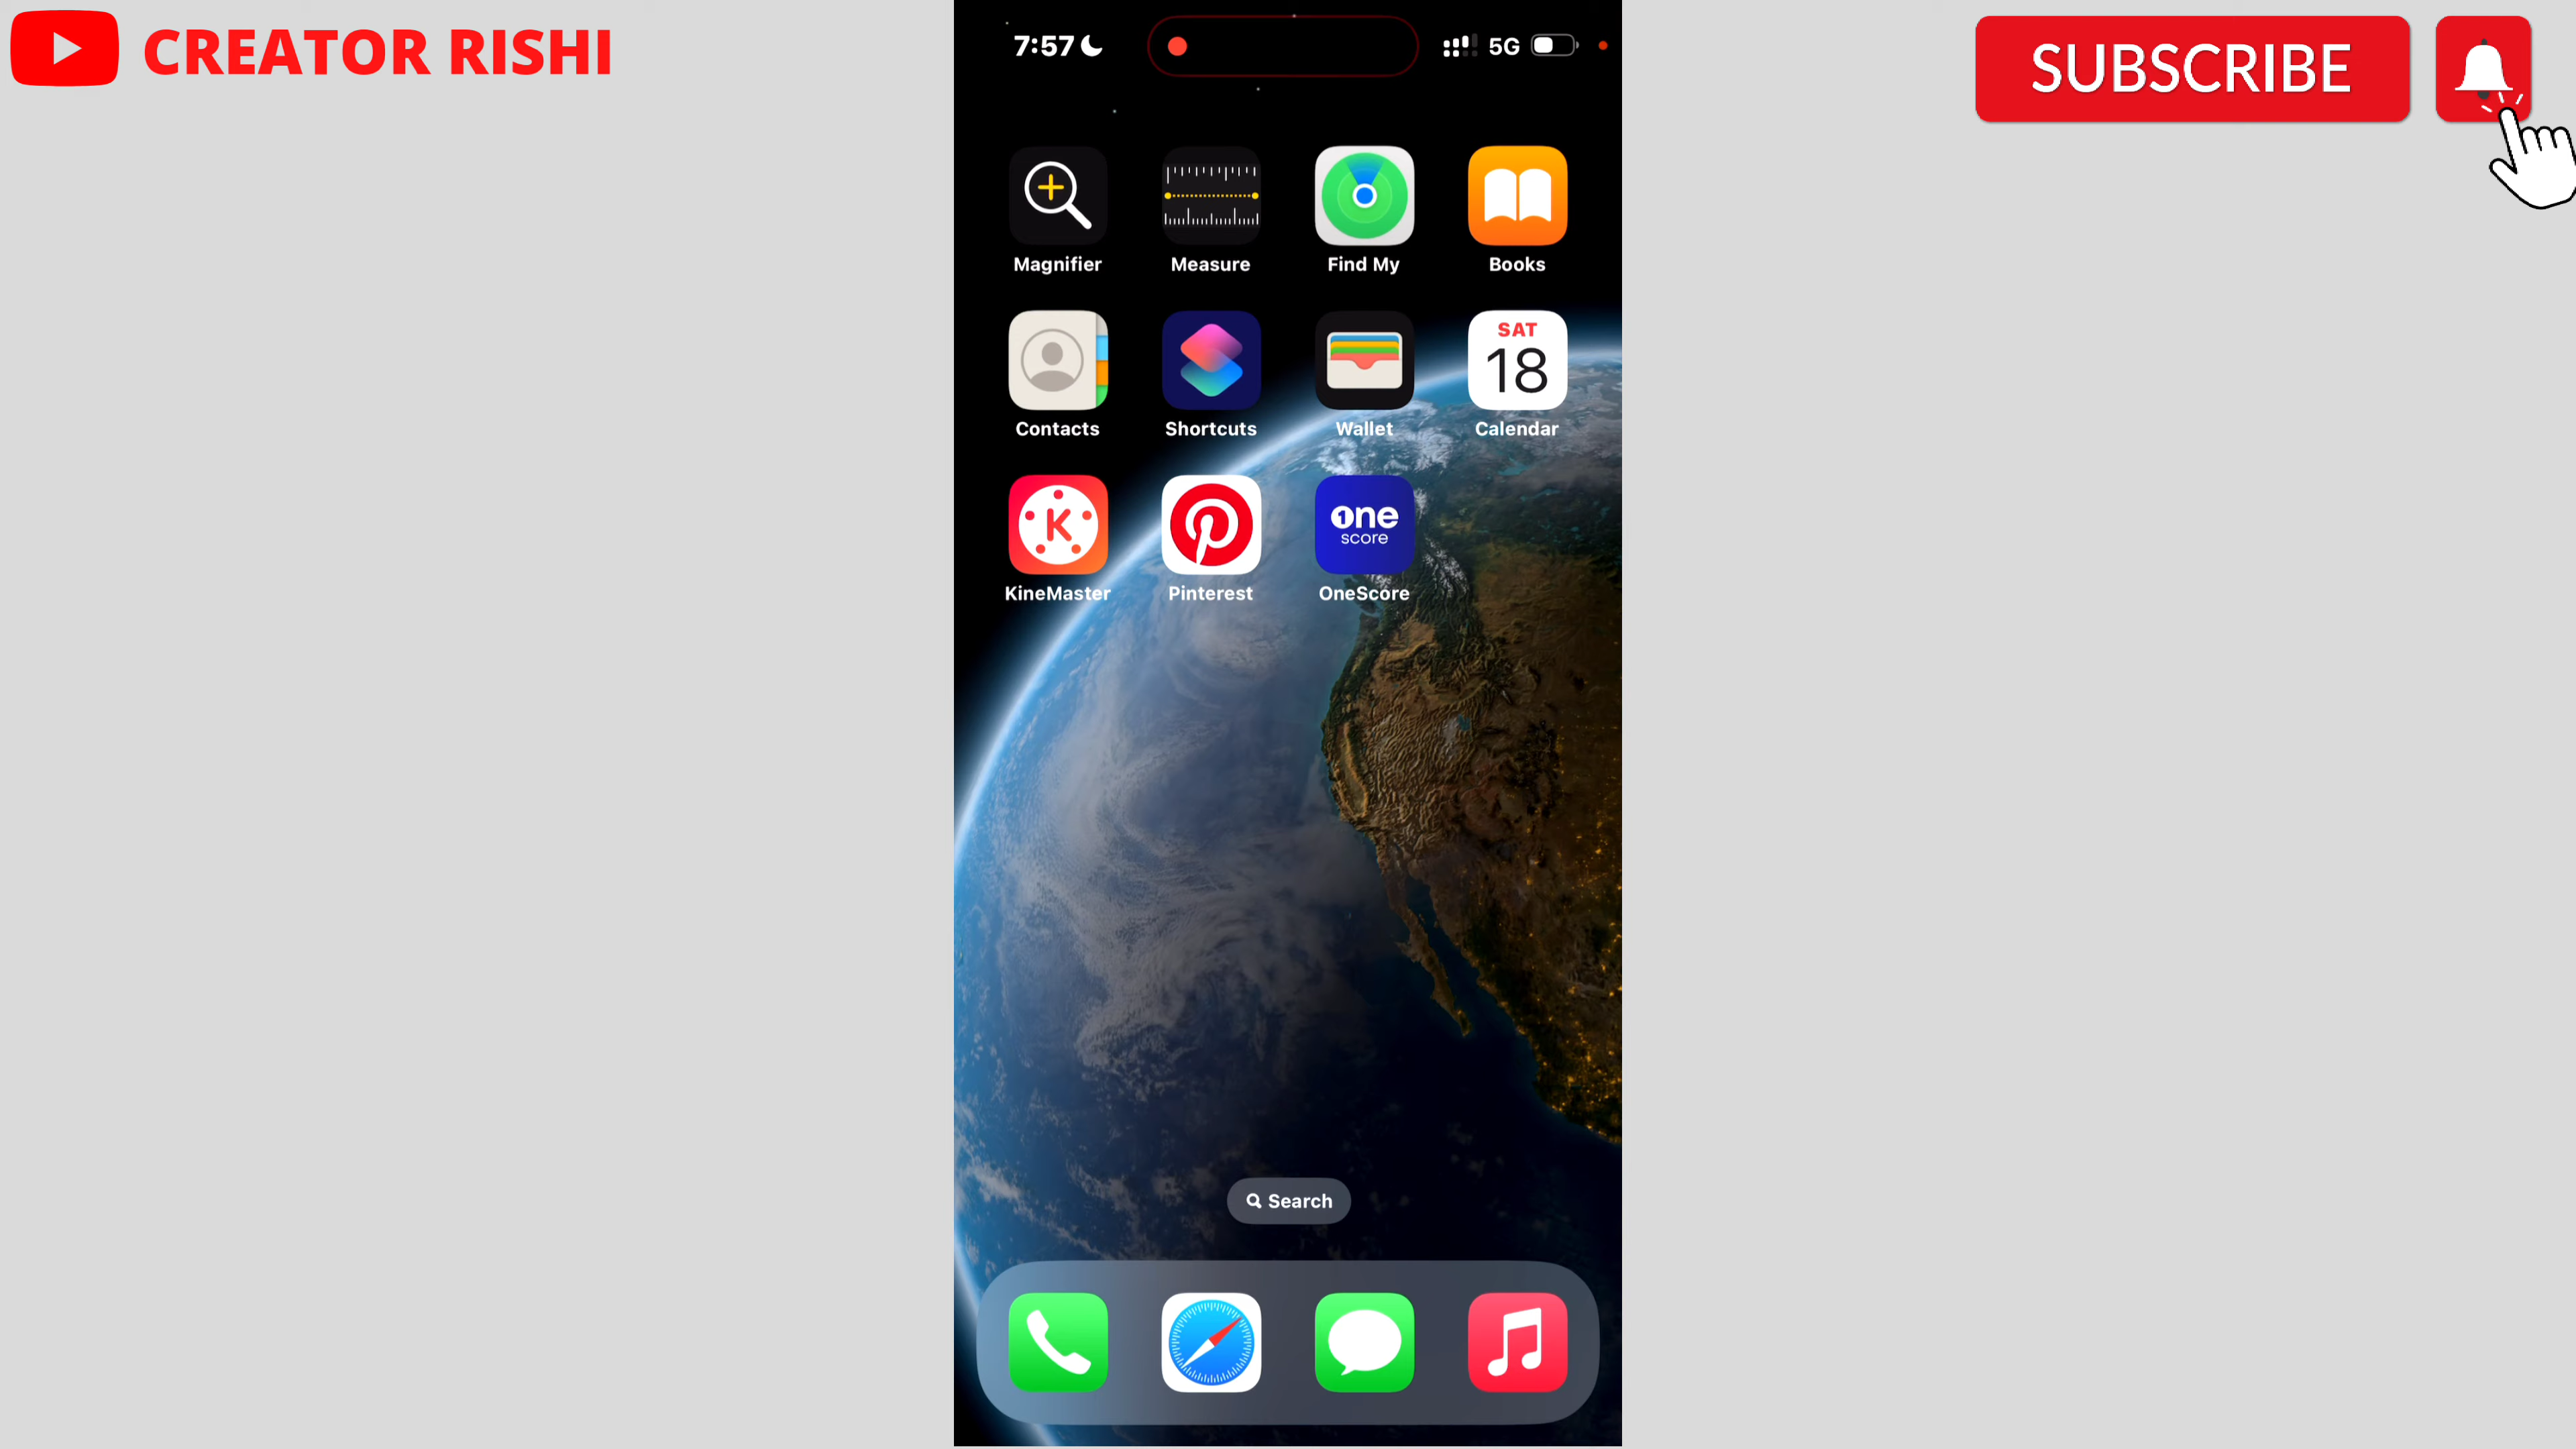 CREATOR RISHI
SUBSCRIBE
7:57
5G
Magnifier
Measure
Find My
Books
SAT
18
Contacts
Shortcuts
Wallet
Calendar
K
one
score
KineMaster
Pinterest
OneScore
Search